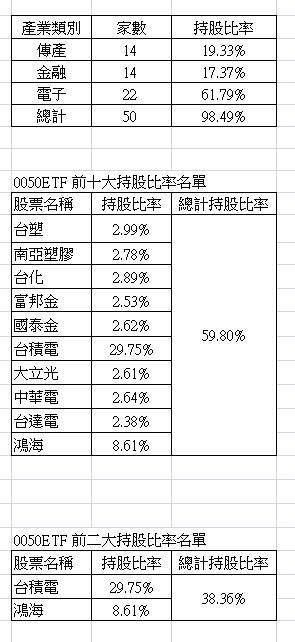 產業類別 家數 持股比率
傳產 14 19.33%
金融 14 17.37%
電子 22 61.79%
總計 50 98.49%
0050ETF 前十大持股比率名單
股票名稱 持股比率 總計持股比率
台塑 2.99%
南亞塑膠 2.78%
台化 2.89%
富邦金 2.53%
國泰金 2.62%
台積電 29.75% 59.80%
大立光 2.61%
中華電 2.64%
台達電 2.38%
鴻海 8.61%
0050ETF 前二大持股比率名單
股票名稱 持股比率 總計持股比率
台積電 29.75% 38.36%
鴻海 8.61%